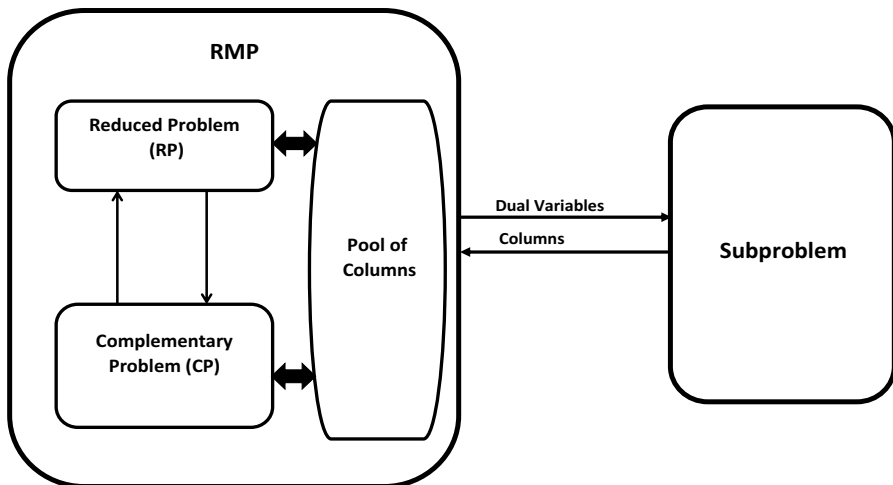 RMP
Reduced Problem
(RP)
Pool of
Columns
Complementary
Problem (CP)
Dual Variables
Columns
Subproblem